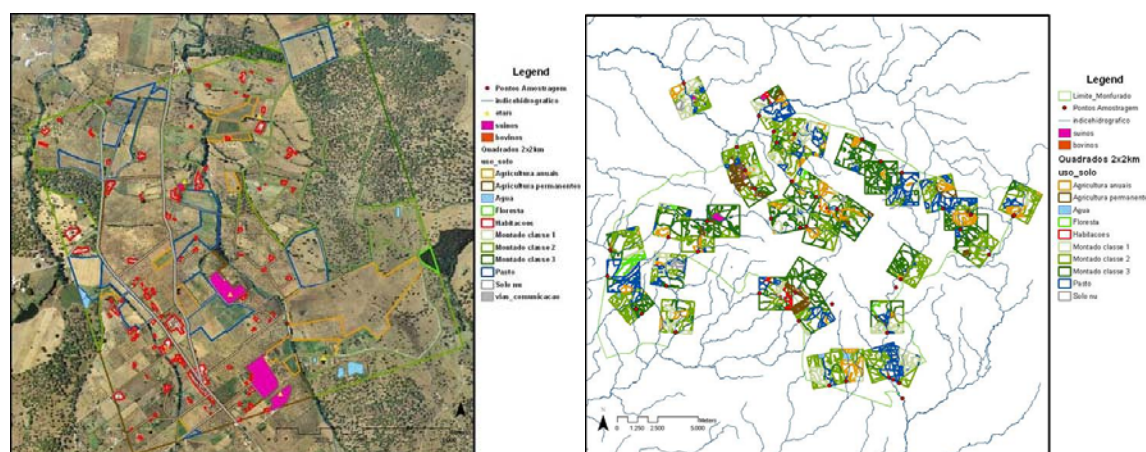 Legend
Pontos Amostragem
indicehidrografico
etars
suinos
bovinos
Quadrados 2x2km
uso_solo
Agricultura anuais
Agricultura permanentes
Agua
Floresta
Habitacoes
Montado classe 1
Montado classe 2
Montado classe 3
Pasto
Solo nu
vias_comunicacao
Legend
Limite_Monfurado
Pontos Amostragem
indicehidrografico
suinos
bovinos
Quadrados 2x2km
uso_solo
Agricultura anuais
Agricultura permanente
Agua
Floresta
Habitacoes
Montado classe 1
Montado classe 2
Montado classe 3
Pasto
Solo nu
N
Meters
0 1.250 2.500 5.000